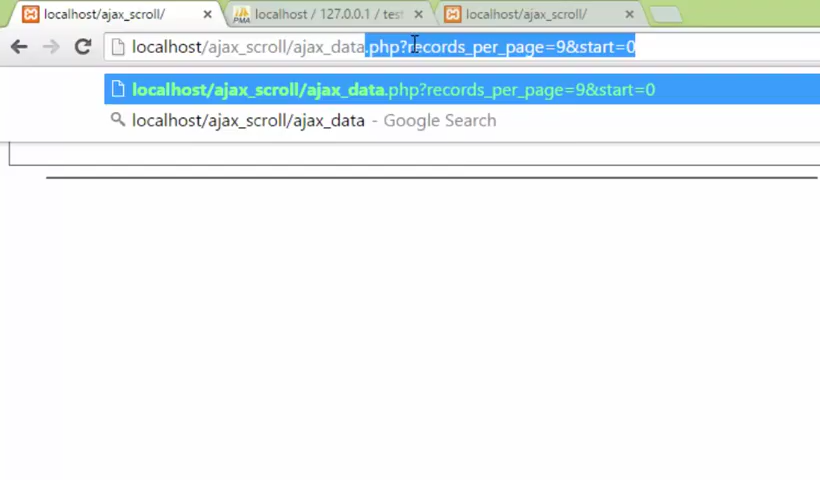 localhost/ajax_scroll/
localhost / 127.0.0.1 / test
localhost/ajax_scroll/
localhost/ajax_scroll/ajax_data.php?records_per_page=9&start=0
localhost/ajax_scroll/ajax_data.php?records_per_page=9&start=0
localhost/ajax_scroll/ajax_data - Google Search